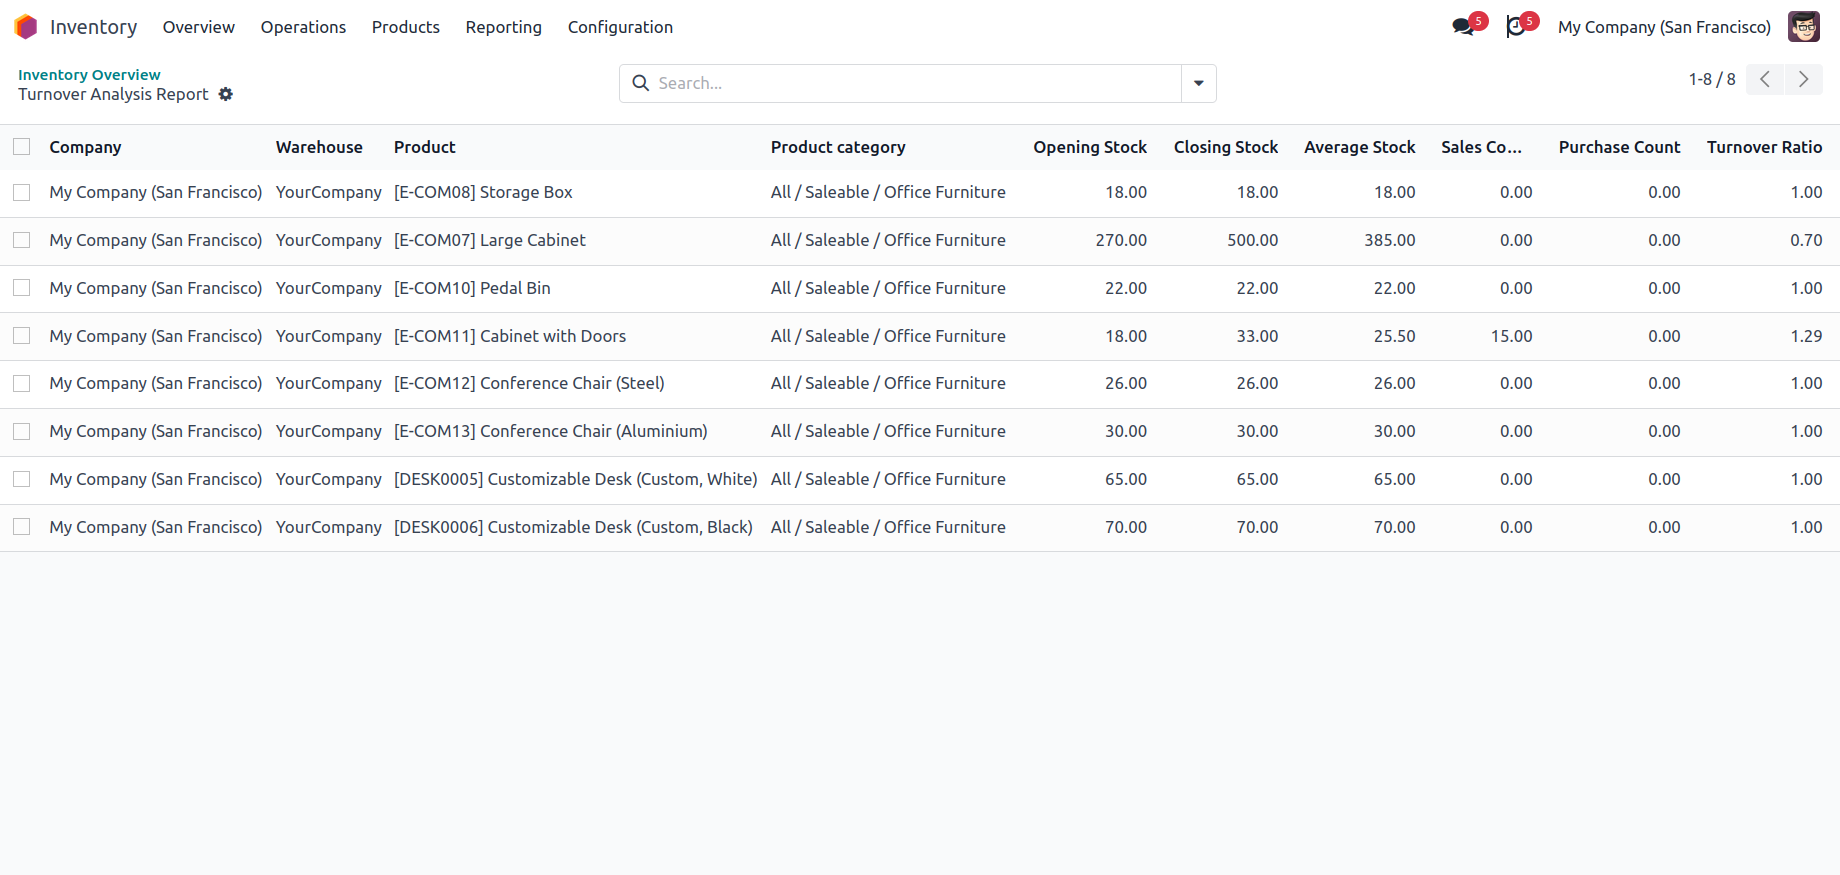 Inventory Overview Operations Products Reporting Configuration 5 5 My Company (San Francisco)
Inventory Overview
Turnover Analysis Report
Search...
1-8 / 8
Company Warehouse Product Product category Opening Stock Closing Stock Average Stock Sales Co... Purchase Count Turnover Ratio
My Company (San Francisco) YourCompany [E-COM08] Storage Box All / Saleable / Office Furniture 18.00 18.00 18.00 0.00 0.00 1.00
My Company (San Francisco) YourCompany [E-COM07] Large Cabinet All / Saleable / Office Furniture 270.00 500.00 385.00 0.00 0.00 0.70
My Company (San Francisco) YourCompany [E-COM10] Pedal Bin All / Saleable / Office Furniture 22.00 22.00 22.00 0.00 0.00 1.00
My Company (San Francisco) YourCompany [E-COM11] Cabinet with Doors All / Saleable / Office Furniture 18.00 33.00 25.50 15.00 0.00 1.29
My Company (San Francisco) YourCompany [E-COM12] Conference Chair (Steel) All / Saleable / Office Furniture 26.00 26.00 26.00 0.00 0.00 1.00
My Company (San Francisco) YourCompany [E-COM13] Conference Chair (Aluminium) All / Saleable / Office Furniture 30.00 30.00 30.00 0.00 0.00 1.00
My Company (San Francisco) YourCompany [DESK0005] Customizable Desk (Custom, White) All / Saleable / Office Furniture 65.00 65.00 65.00 0.00 0.00 1.00
My Company (San Francisco) YourCompany [DESK0006] Customizable Desk (Custom, Black) All / Saleable / Office Furniture 70.00 70.00 70.00 0.00 0.00 1.00